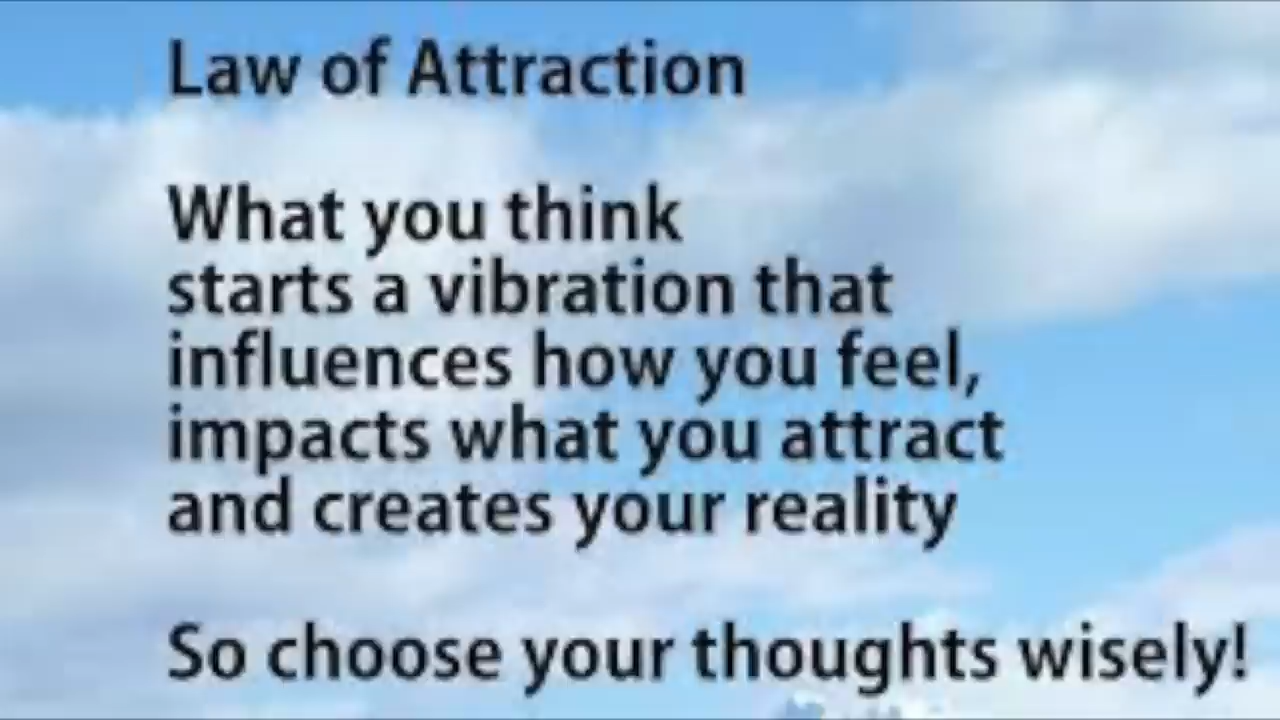 Law of Attraction
What you think
starts a vibration that
influences how you feel,
impacts what you attract
and creates your reality
So choose your thoughts wisely!